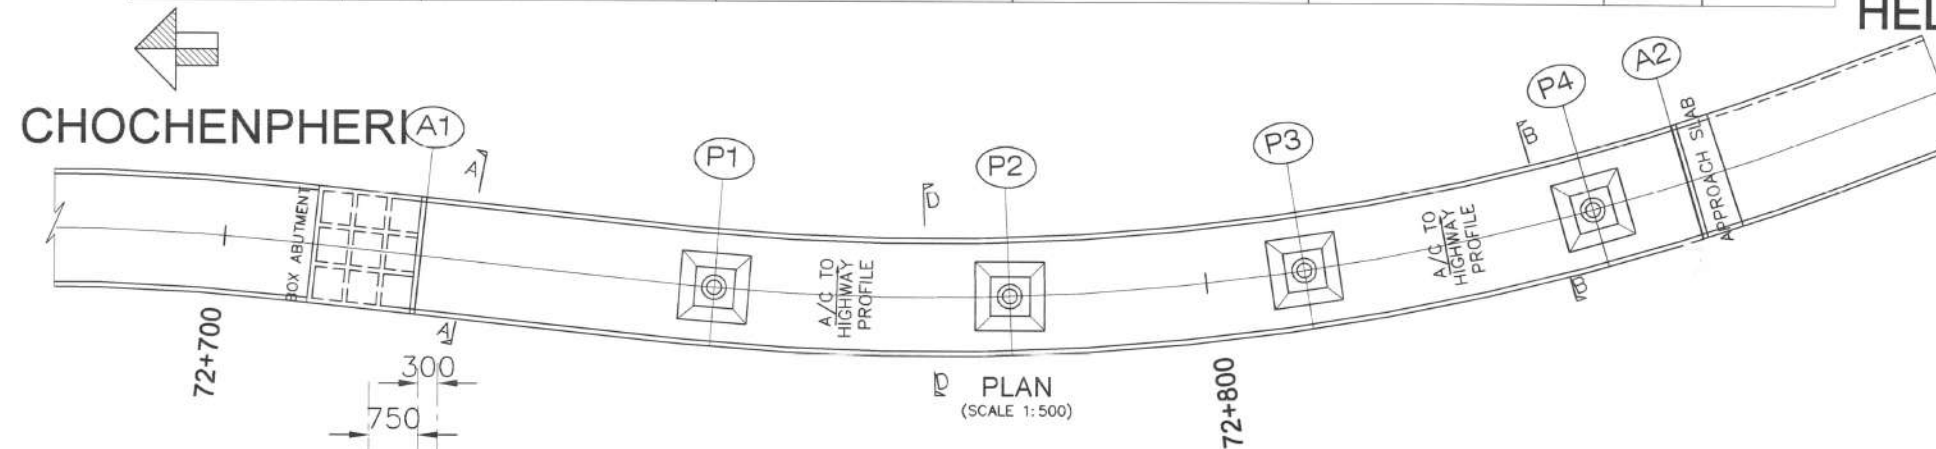 HEL
CHOCHENPHERI
A1
P1
P2
P3
P4
A2
A
D
B
BOX ABUTMENT
A/C TO
HIGHWAY
PROFILE
A/C TO
HIGHWAY
PROFILE
APPROACH SLAB
B
A
D
72+700
300
750
PLAN
(SCALE 1:500)
72+800